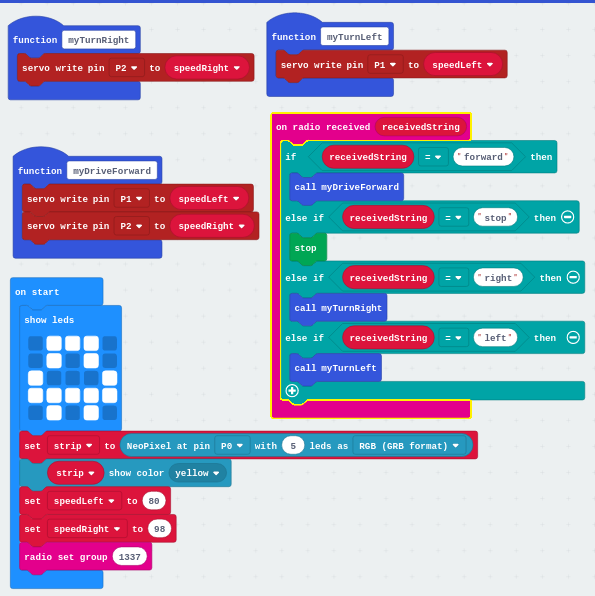 function myTurnRight
servo write pin P2 to speedRight
function myTurnLeft
servo write pin P1 to speedLeft
function myDriveForward
servo write pin P1 to speedLeft
servo write pin P2 to speedRight
on radio received receivedString
if receivedString = "forward" then
call myDriveForward
else if receivedString = "stop" then
stop
else if receivedString = "right" then
call myTurnRight
else if receivedString = "left" then
call myTurnLeft
on start
show leds
set strip to NeoPixel at pin P0 with 5 leds as RGB (GRB format)
strip show color yellow
set speedLeft to 80
set speedRight to 98
radio set group 1337